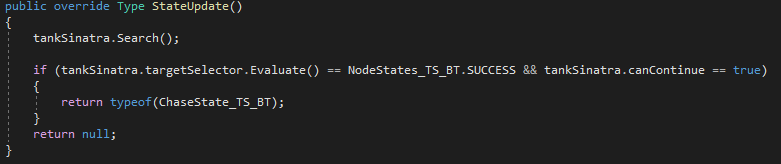 public override Type StateUpdate()
{
tankSinatra.Search();
if (tankSinatra.targetSelector.Evaluate() == NodeStates_TS_BT.SUCCESS && tankSinatra.canContinue == true)
{
return typeof(ChaseState_TS_BT);
}
return null;
}